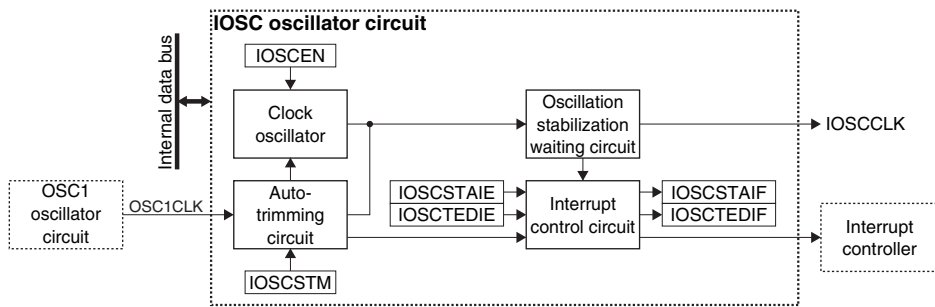 IOSC oscillator circuit
Internal data bus
IOSCEN
Clock
oscillator
Oscillation
stabilization
waiting circuit
IOSCCLK
OSC1
oscillator
circuit
OSC1CLK
Auto-
trimming
circuit
IOSCSTAIE
IOSCTEDIE
Interrupt
control circuit
IOSCSTAIF
IOSCTEDIF
Interrupt
controller
IOSCSTM